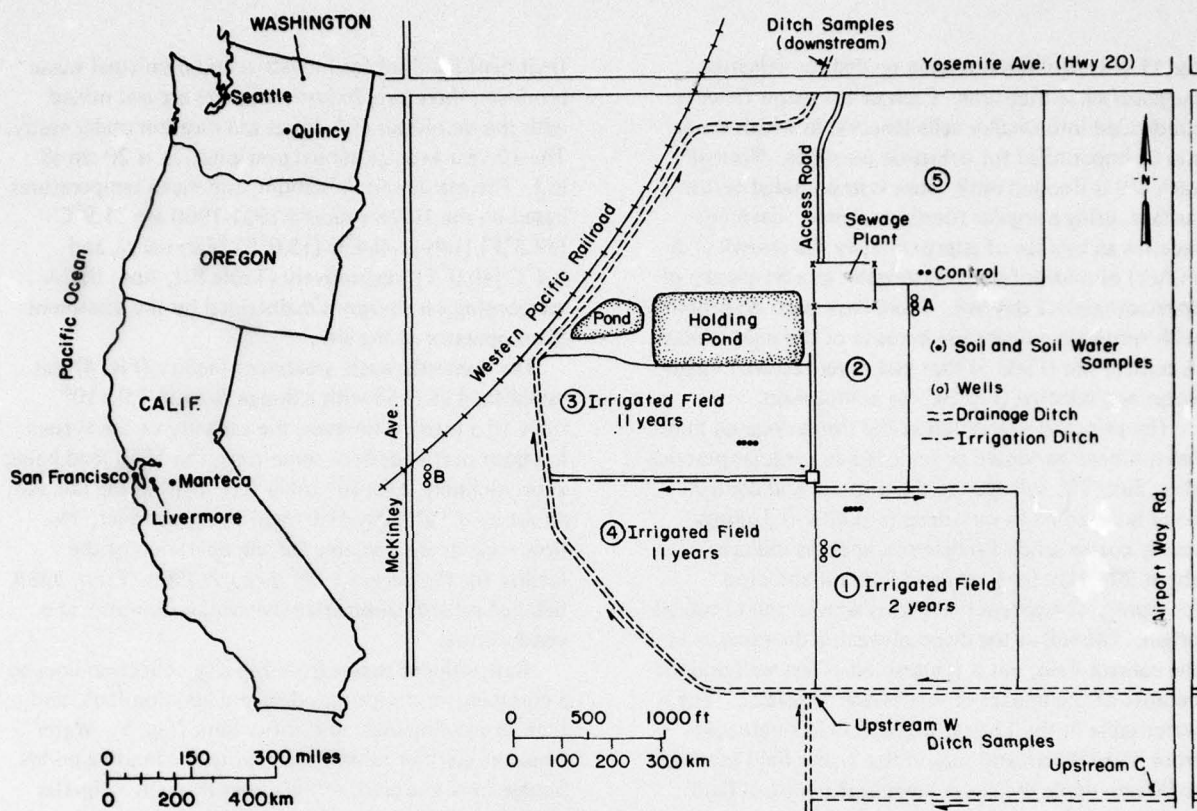 WASHINGTON
Seattle
Quincy
OREGON
Pacific Ocean
CALIF.
San Francisco
Manteca
Livermore
0 150 300 miles
0 200 400km
Ditch Samples
(downstream)
Yosemite Ave. (Hwy 20)
N
Access Road
5
Sewage
Plant
Control
A
Western Pacific Railroad
Pond
Holding
Pond
2
(•) Soil and Soil Water
Samples
(o) Wells
Drainage Ditch
Irrigation Ditch
3 Irrigated Field
11 years
McKinley Ave.
B
4 Irrigated Field
11 years
C
1 Irrigated Field
2 years
Airport Way Rd.
0 500 1000 ft
0 100 200 300 km
Upstream W
Ditch Samples
Upstream C